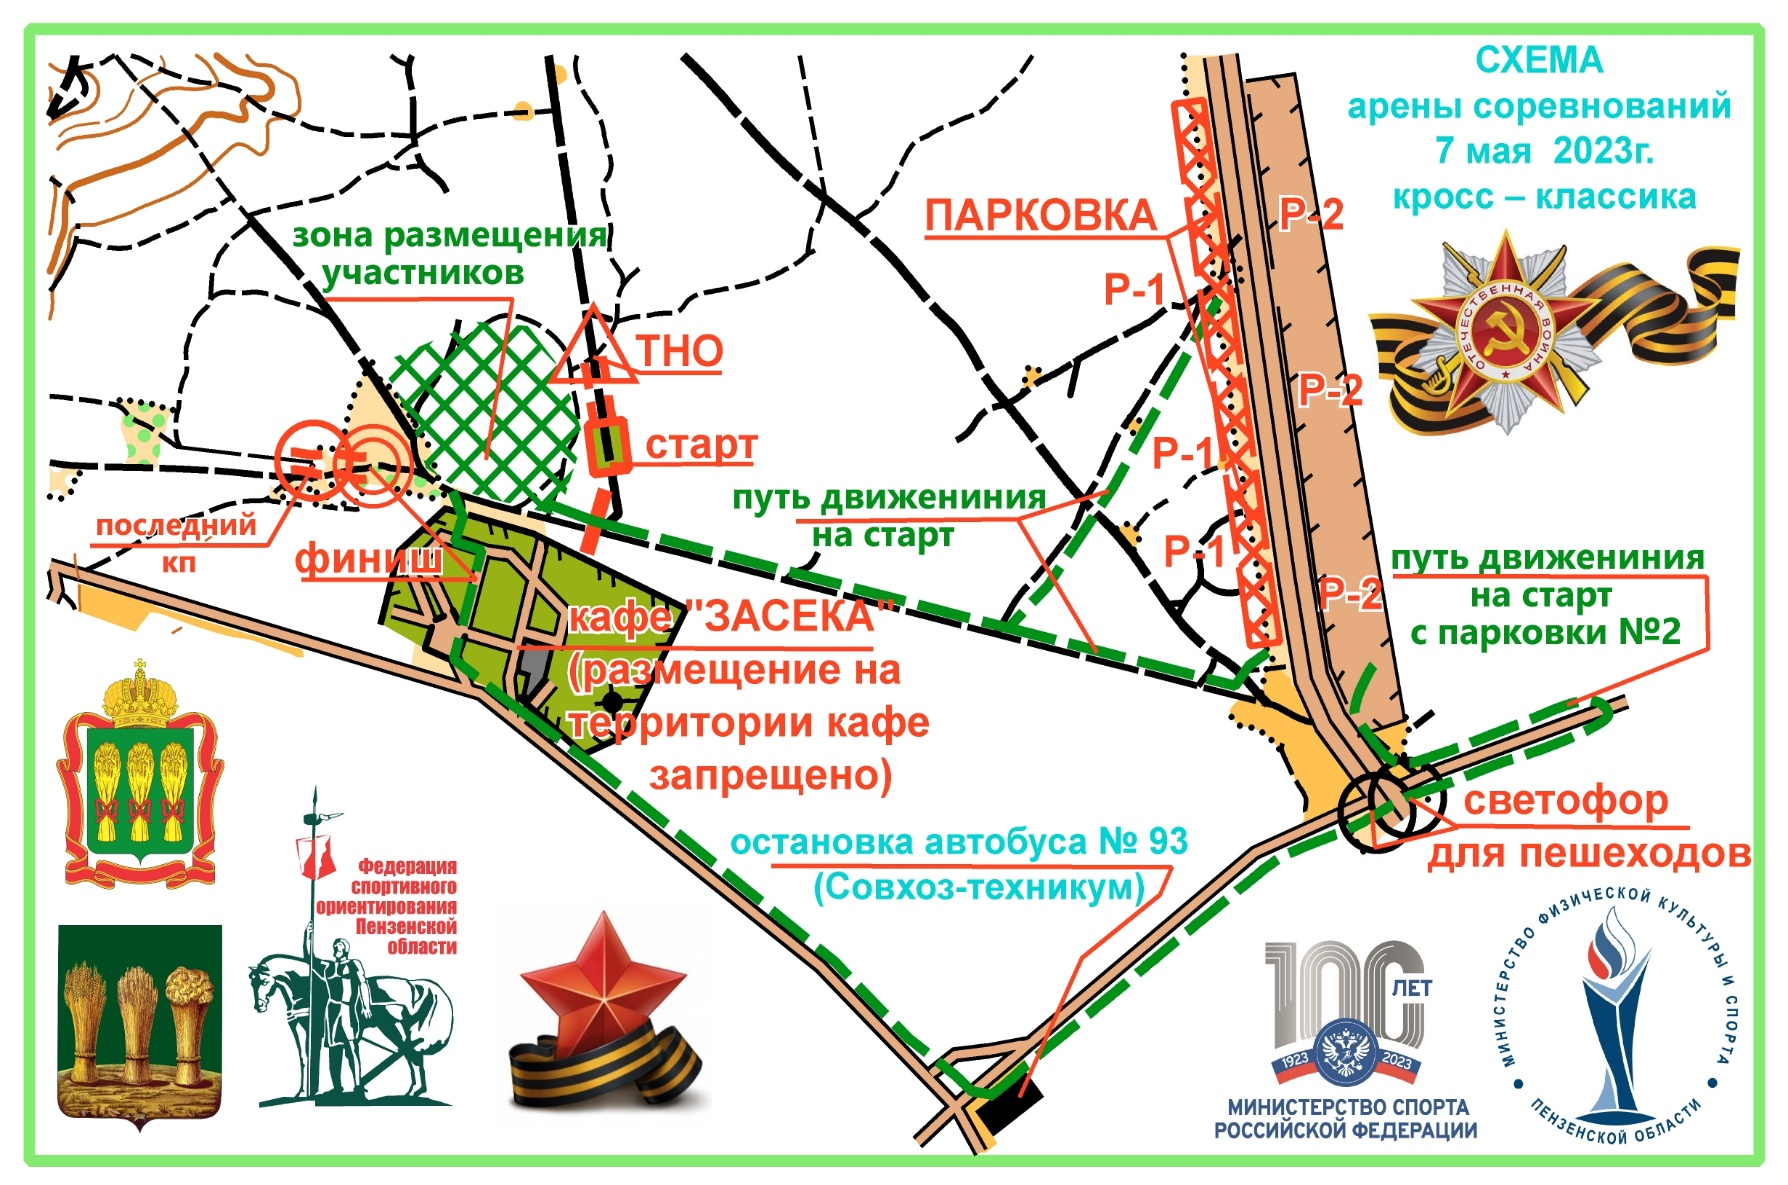 СХЕМА
арены соревнований
7 мая 2023г.
кросс – классика
ОТЕЧЕСТВЕННАЯ ВОЙНА
зона размещения
участников
ПАРКОВКА
Р-1
Р-1
Р-1
Р-2
Р-2
Р-2
ТНО
старт
последний
кп
финиш
путь движениния
на старт
путь движениния
на старт
с парковки №2
кафе "ЗАСЕКА"
(размещение на
территории кафе
запрещено)
светофор
для пешеходов
остановка автобуса № 93
(Совхоз-техникум)
Федерация
спортивного
ориентирования
Пензенской
области
100
ЛЕТ
1923 2023
МИНИСТЕРСТВО СПОРТА
РОССИЙСКОЙ ФЕДЕРАЦИИ
МИНИСТЕРСТВО ФИЗИЧЕСКОЙ КУЛЬТУРЫ И СПОРТА
ПЕНЗЕНСКОЙ ОБЛАСТИ